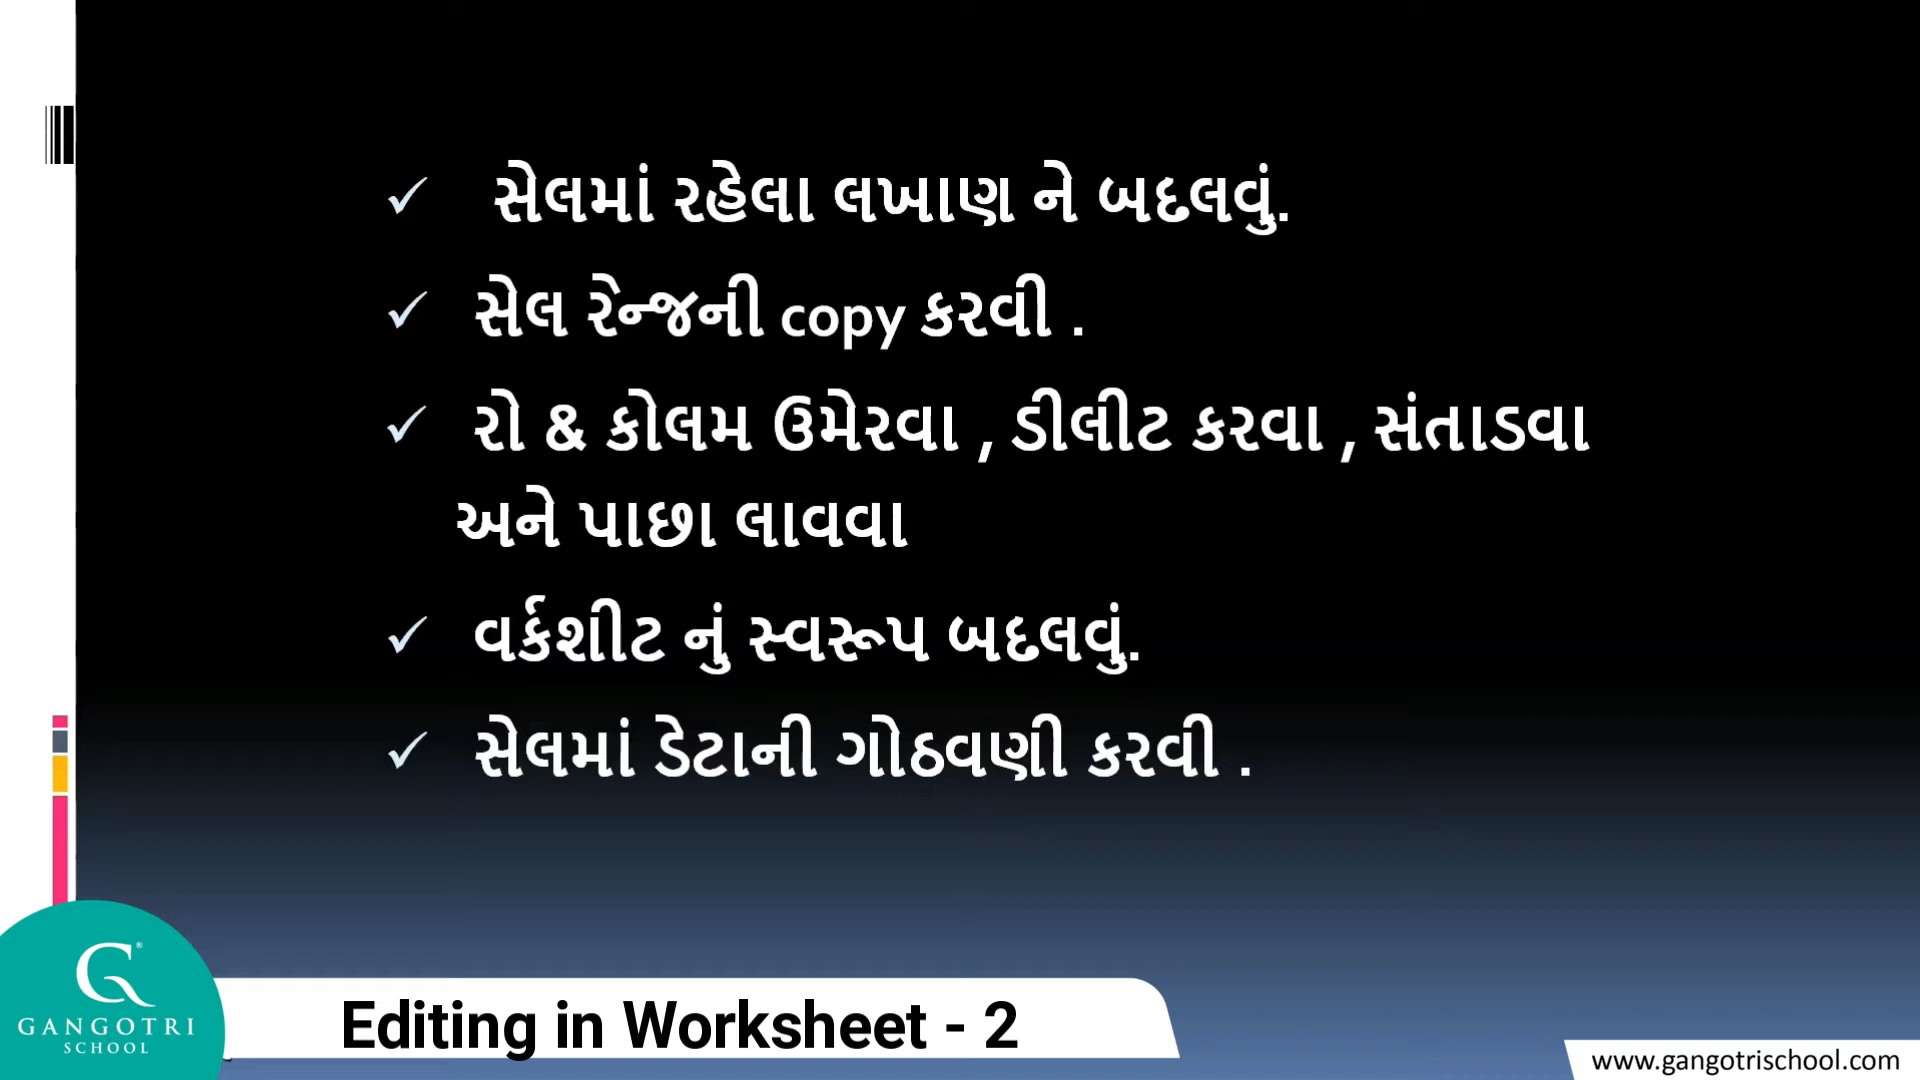 ✓ સેલમાં રહેલા લખાણ ને બદલવું.
✓ સેલ રેન્જની copy કરવી .
✓ રો & કોલમ ઉમેરવા , ડીલીટ કરવા , સંતાડવા
અને પાછા લાવવા
✓ વર્કશીટ નું સ્વરૂપ બદલવું.
✓ સેલમાં ડેટાની ગોઠવણી કરવી .
GANGOTRI
SCHOOL
Editing in Worksheet - 2
www.gangotrischool.com